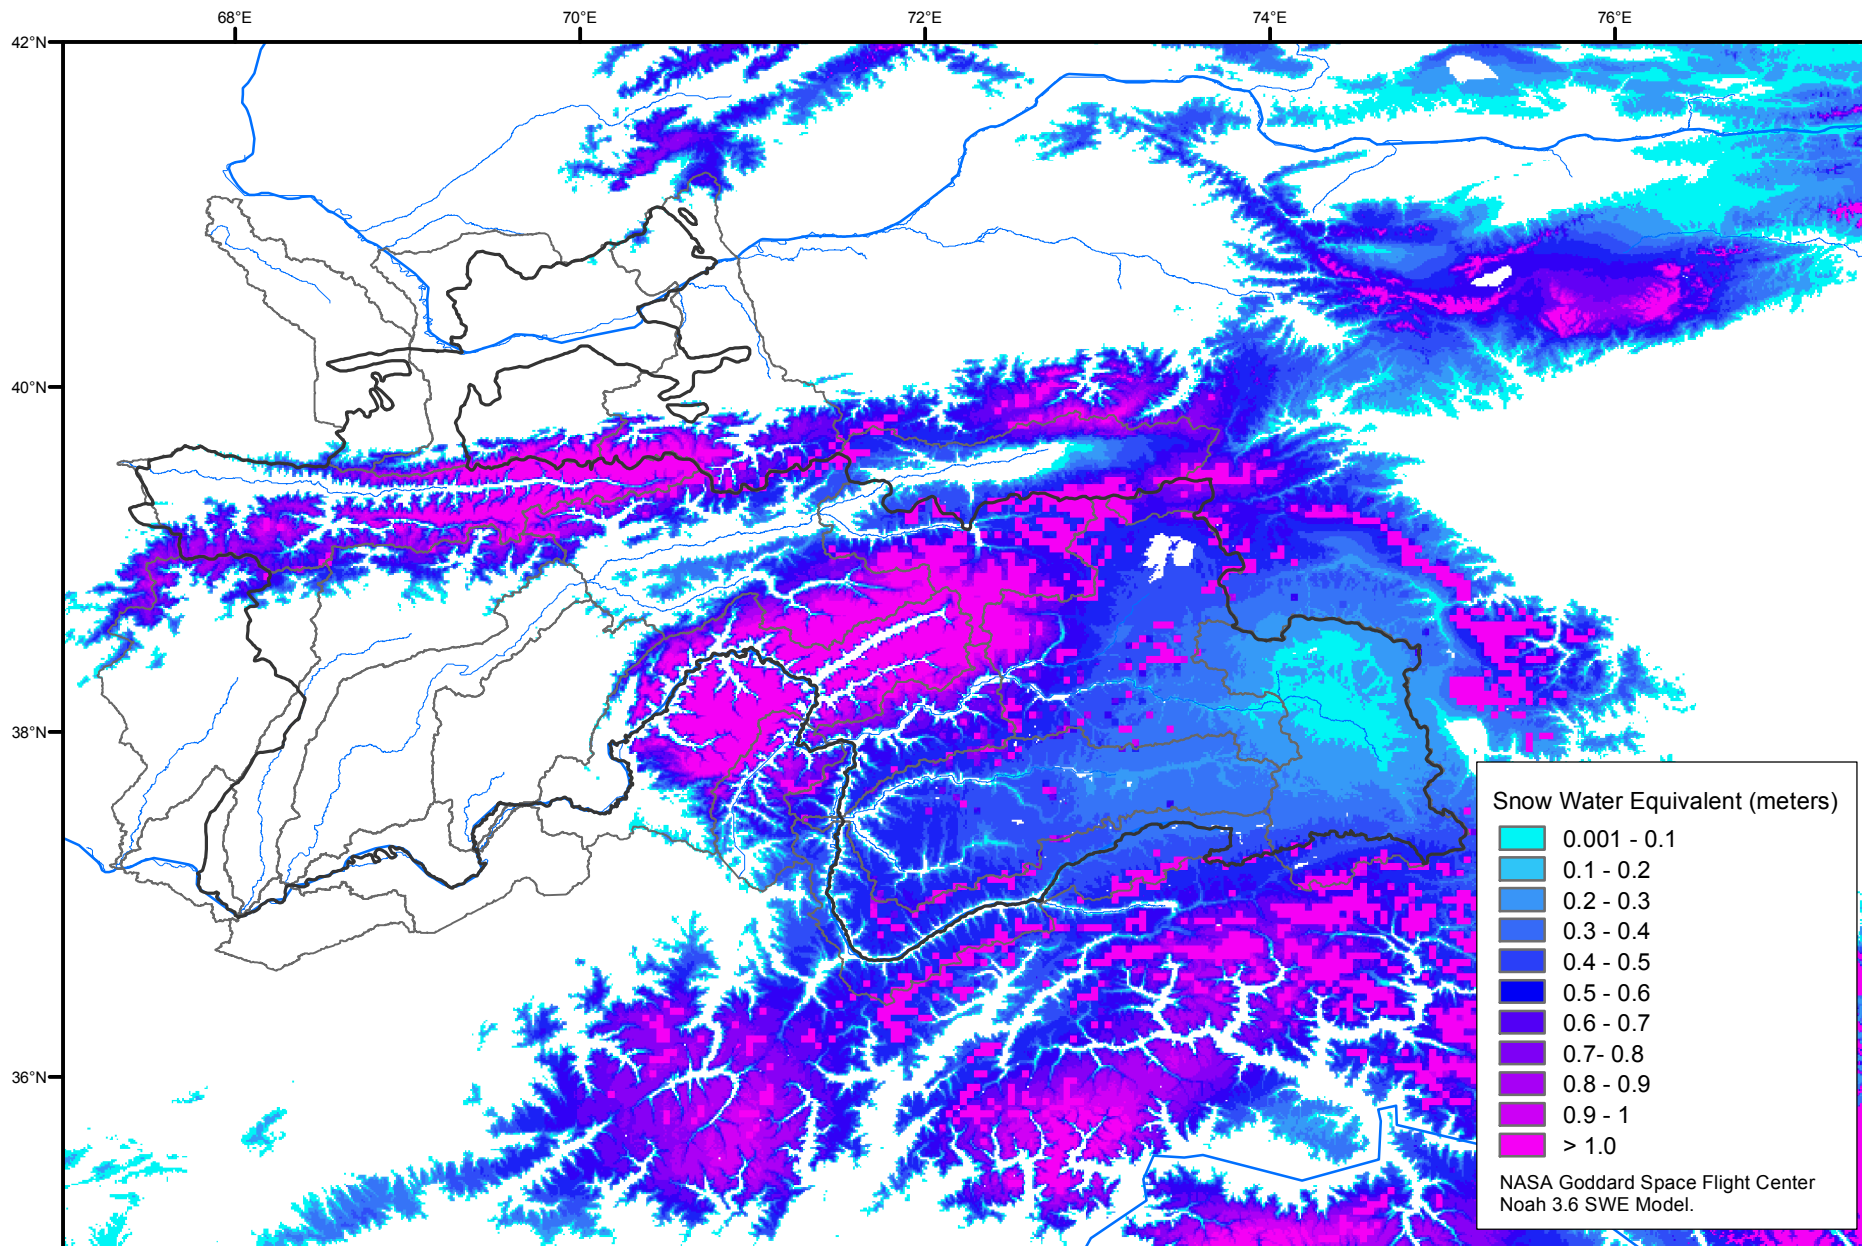 68°E
70°E
72°E
74°E
76°E
42°N
40°N
38°N
36°N
Snow Water Equivalent (meters)
0.001 - 0.1
0.1 - 0.2
0.2 - 0.3
0.3 - 0.4
0.4 - 0.5
0.5 - 0.6
0.6 - 0.7
0.7- 0.8
0.8 - 0.9
0.9 - 1
> 1.0
NASA Goddard Space Flight Center
Noah 3.6 SWE Model.